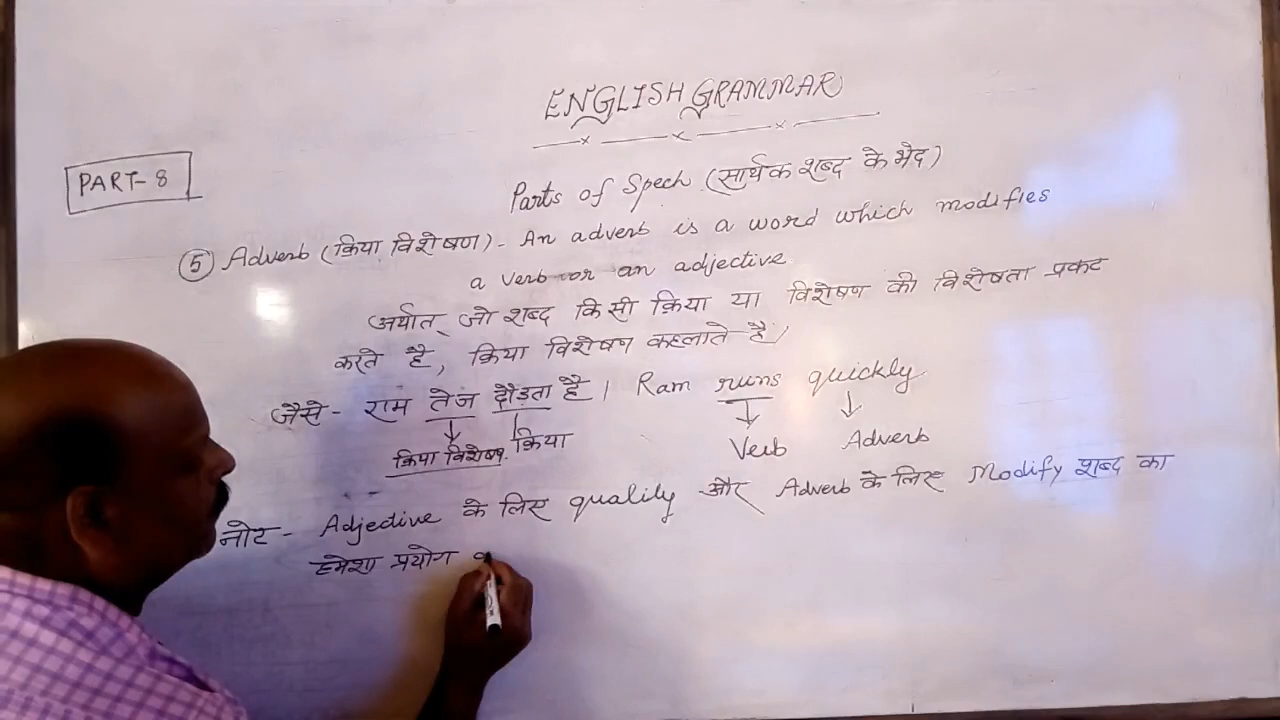 ENGLISH GRAMMAR
PART-8
Parts of Spech (सार्थक शब्द के भेद)
⑤ Adverb (क्रिया विशेषण) - An adverb is a word which modifies
a verb or an adjective.
अर्थात् जो शब्द किसी क्रिया या विशेषण की विशेषता प्रकट
करते है, क्रिया विशेषण कहलाते है।
जैसे - राम तेज दौड़ता है। Ram runs quickly
क्रिया विशेषण क्रिया Verb Adverb
नोट - Adjective के लिए quality और Adverb के लिए Modify शब्द का
हमेशा प्रयोग